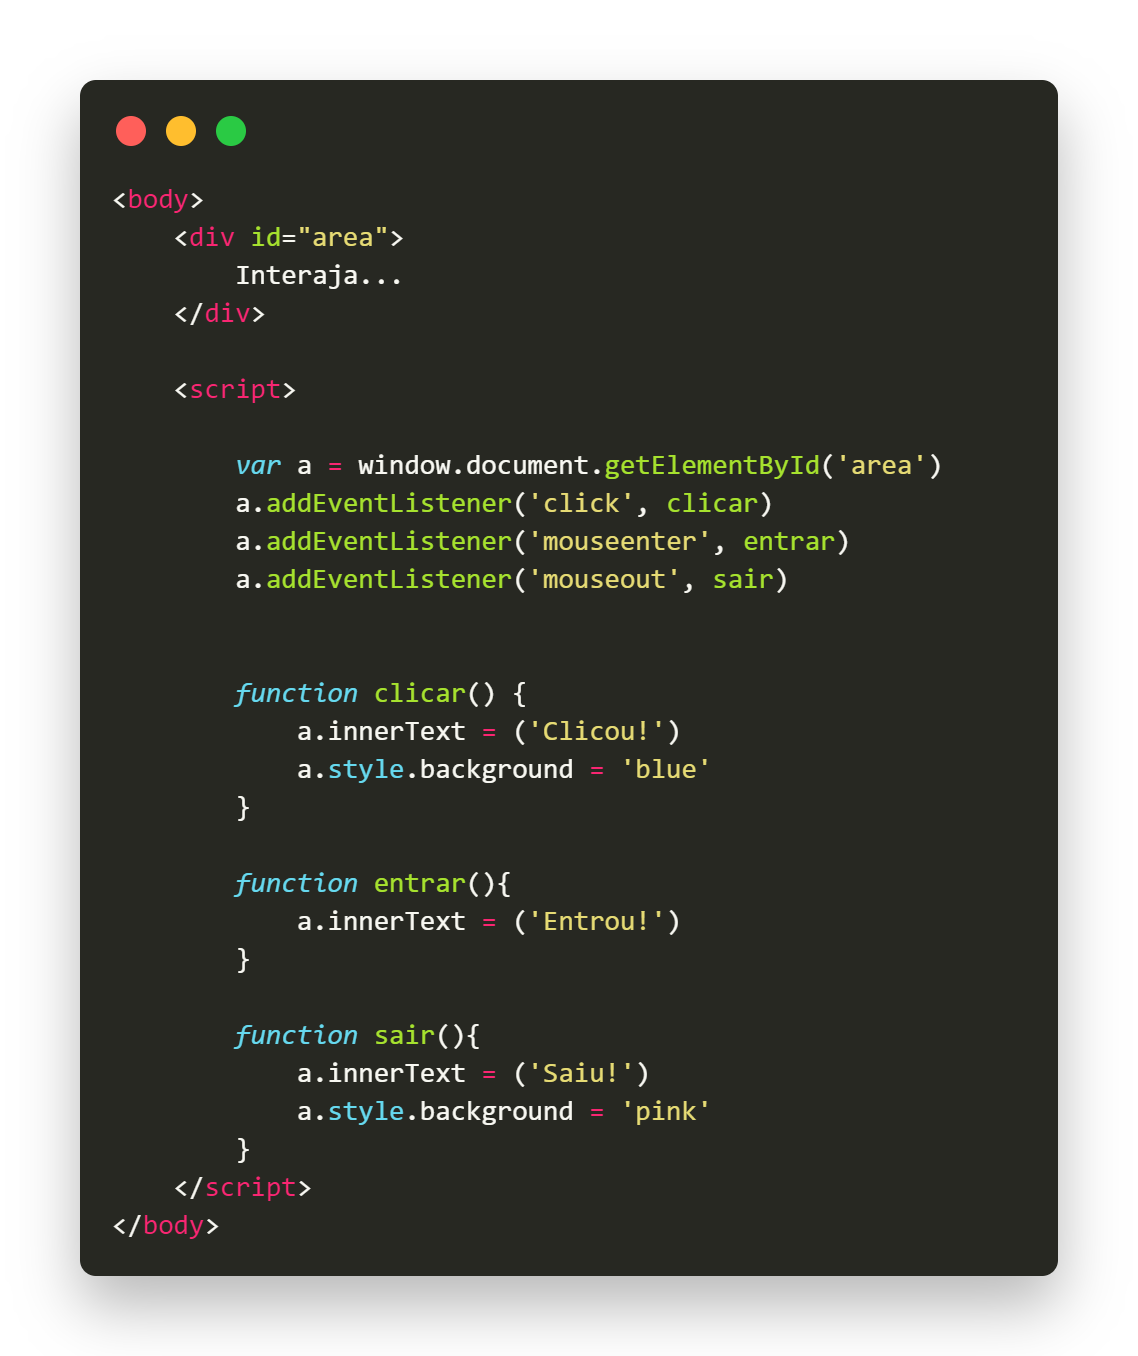 <body>
    <div id="area">
        Interaja...
    </div>

    <script>

        var a = window.document.getElementById('area')
        a.addEventListener('click', clicar)
        a.addEventListener('mouseenter', entrar)
        a.addEventListener('mouseout', sair)


        function clicar() {
            a.innerText = ('Clicou!')
            a.style.background = 'blue'
        }

        function entrar(){
            a.innerText = ('Entrou!')
        }

        function sair(){
            a.innerText = ('Saiu!')
            a.style.background = 'pink'
        }
    </script>
</body>